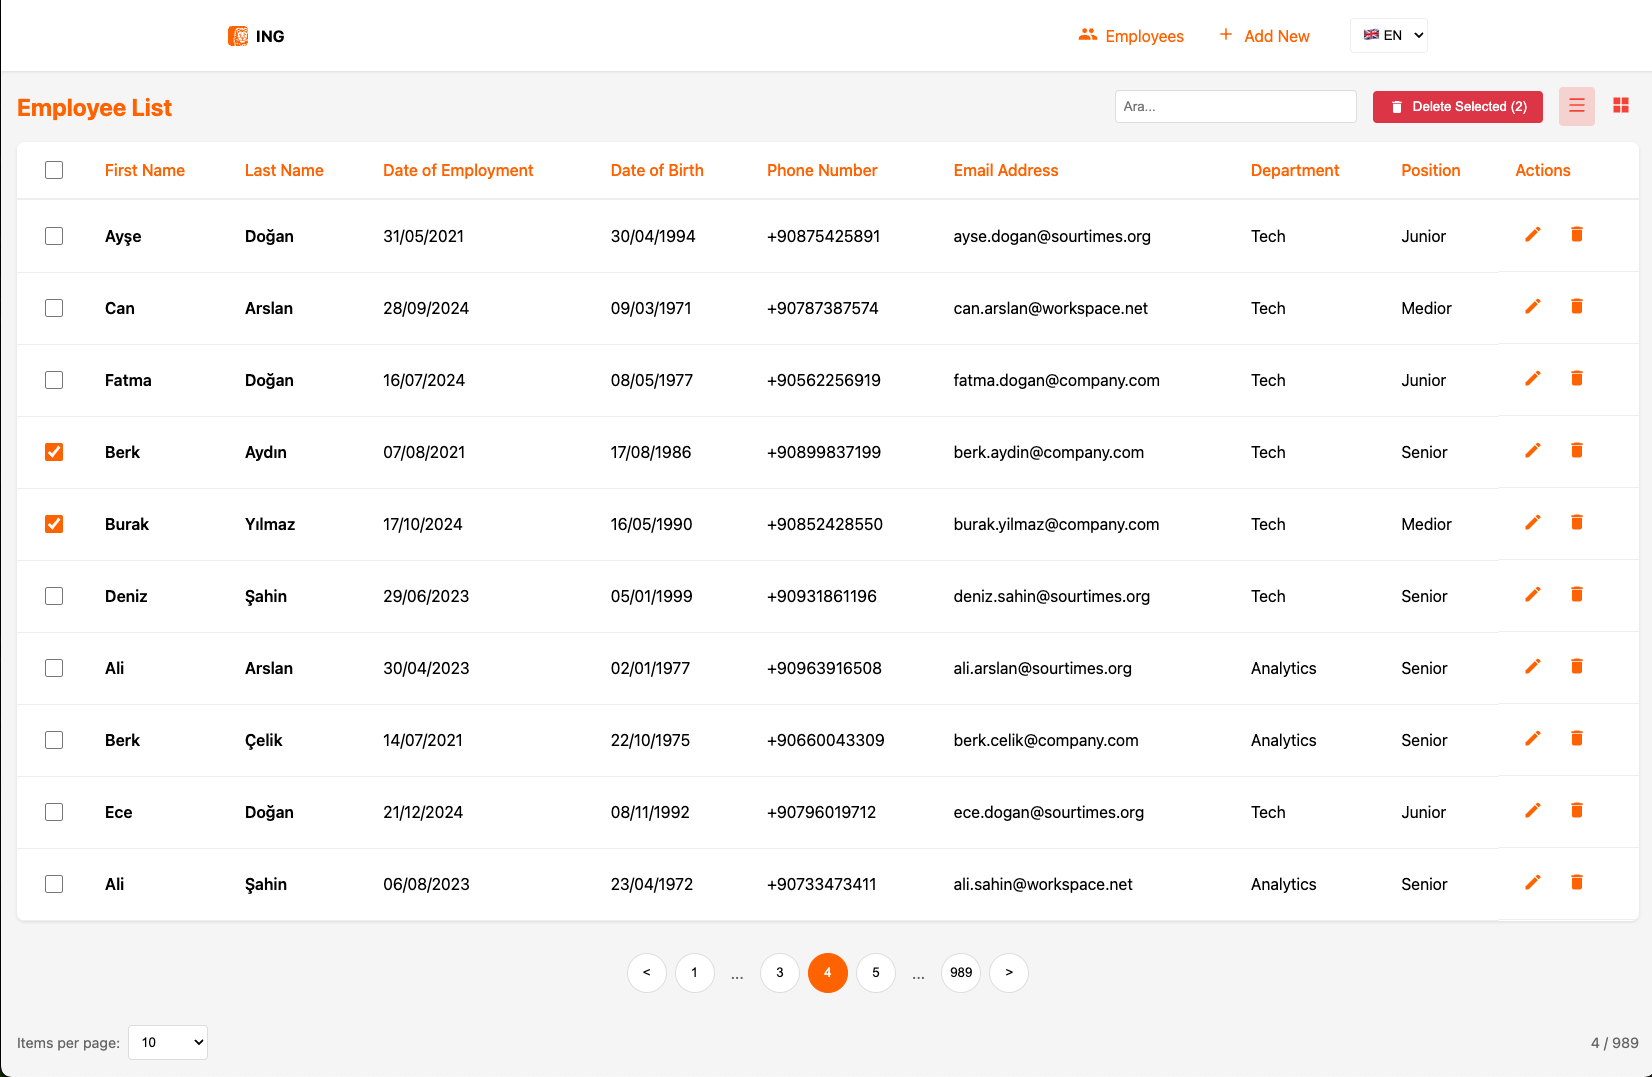 ING
Employees
Add New
EN
Employee List
Ara...
Delete Selected (2)
First Name Last Name Date of Employment Date of Birth Phone Number Email Address Department Position Actions
Ayşe Doğan 31/05/2021 30/04/1994 +90875425891 ayse.dogan@sourtimes.org Tech Junior
Can Arslan 28/09/2024 09/03/1971 +90787387574 can.arslan@workspace.net Tech Medior
Fatma Doğan 16/07/2024 08/05/1977 +90562256919 fatma.dogan@company.com Tech Junior
Berk Aydın 07/08/2021 17/08/1986 +90899837199 berk.aydin@company.com Tech Senior
Burak Yılmaz 17/10/2024 16/05/1990 +90852428550 burak.yilmaz@company.com Tech Medior
Deniz Şahin 29/06/2023 05/01/1999 +90931861196 deniz.sahin@sourtimes.org Tech Senior
Ali Arslan 30/04/2023 02/01/1977 +90963916508 ali.arslan@sourtimes.org Analytics Senior
Berk Çelik 14/07/2021 22/10/1975 +90660043309 berk.celik@company.com Analytics Senior
Ece Doğan 21/12/2024 08/11/1992 +90796019712 ece.dogan@sourtimes.org Tech Junior
Ali Şahin 06/08/2023 23/04/1972 +90733473411 ali.sahin@workspace.net Analytics Senior
< 1 ... 3 4 5 ... 989 >
Items per page: 10
4 / 989